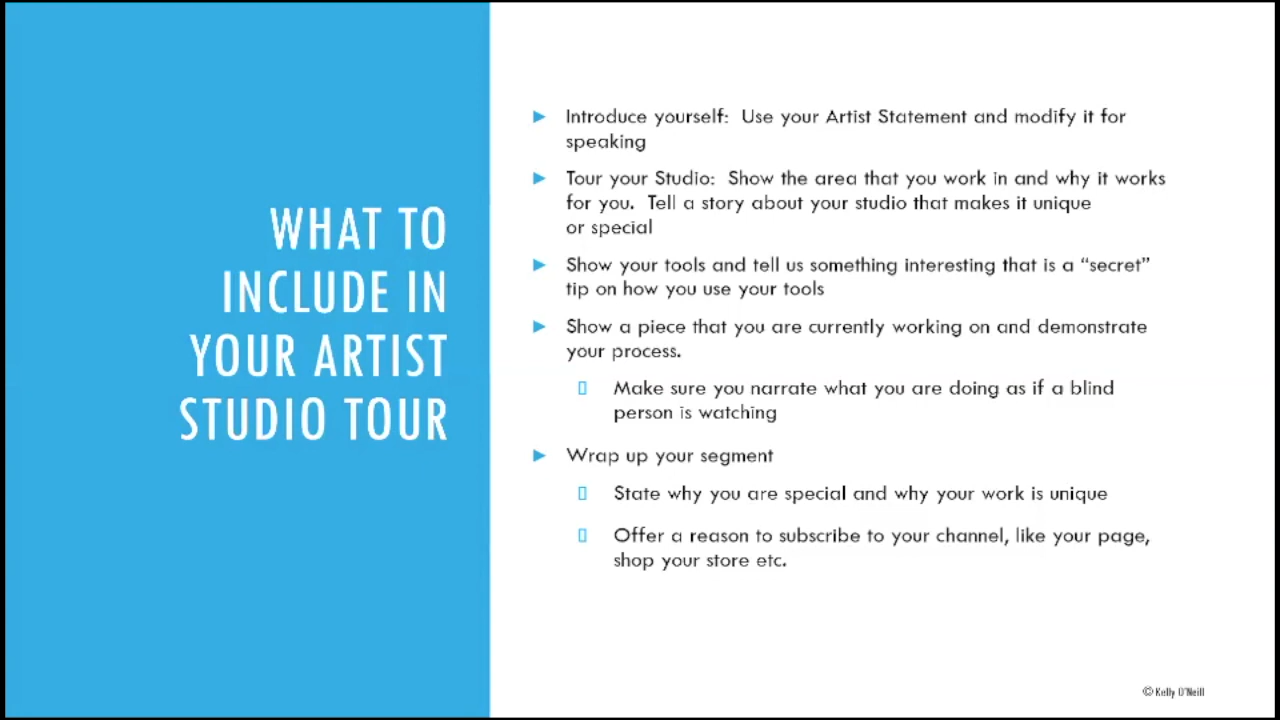 WHAT TO
INCLUDE IN
YOUR ARTIST
STUDIO TOUR
Introduce yourself: Use your Artist Statement and modify it for
speaking
Tour your Studio: Show the area that you work in and why it works
for you. Tell a story about your studio that makes it unique
or special
Show your tools and tell us something interesting that is a “secret”
tip on how you use your tools
Show a piece that you are currently working on and demonstrate
your process.
Make sure you narrate what you are doing as if a blind
person is watching
Wrap up your segment
State why you are special and why your work is unique
Offer a reason to subscribe to your channel, like your page,
shop your store etc.
© Kelly O'Neill